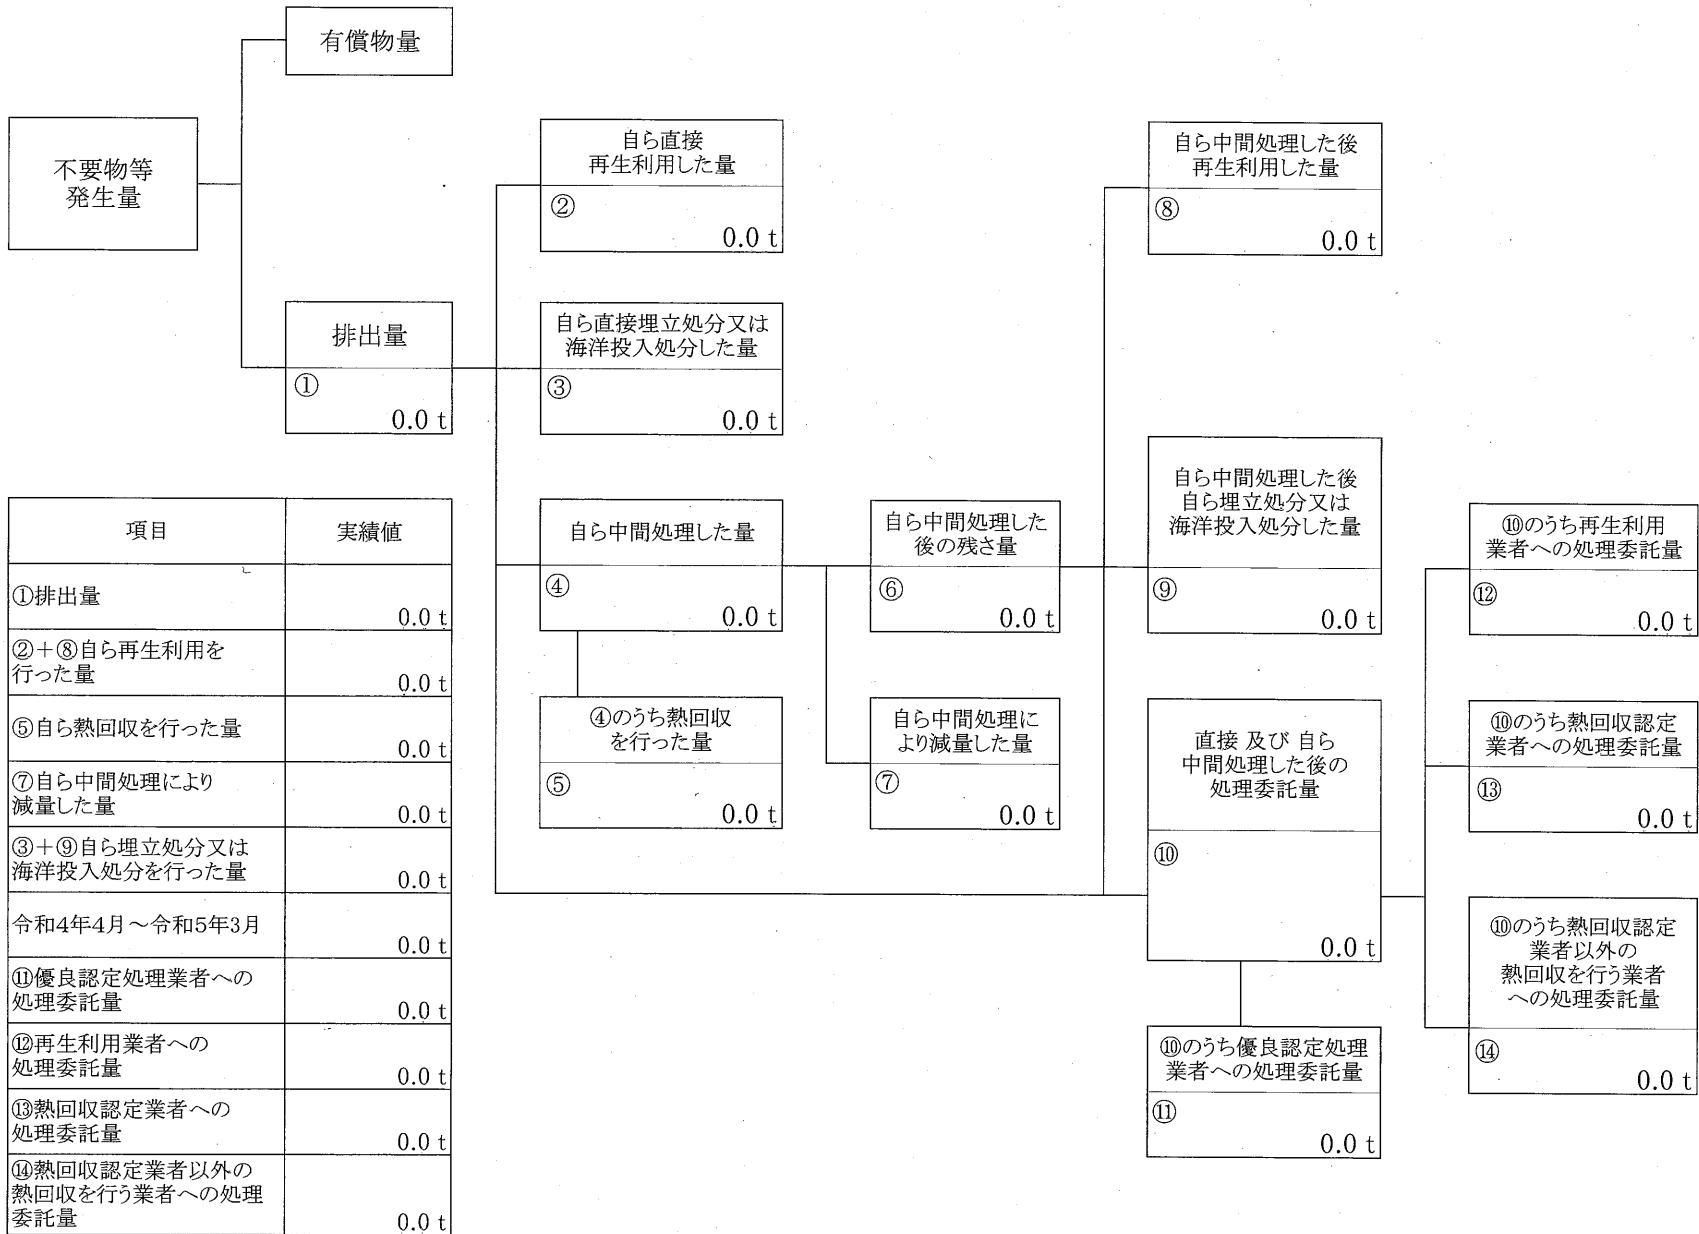 有償物量
不要物等
発生量
排出量
①
0.0 t
自ら直接
再生利用した量
②
0.0 t
自ら直接埋立処分又は
海洋投入処分した量
③
0.0 t
自ら中間処理した量
④
0.0 t
④のうち熱回収
を行った量
⑤
0.0 t
自ら中間処理した
後の残さ量
⑥
0.0 t
自ら中間処理に
より減量した量
⑦
0.0 t
自ら中間処理した後
再生利用した量
⑧
0.0 t
自ら中間処理した後
自ら埋立処分又は
海洋投入処分した量
⑨
0.0 t
直接 及び 自ら
中間処理した後の
処理委託量
⑩
0.0 t
⑩のうち優良認定処理
業者への処理委託量
⑪
0.0 t
⑩のうち再生利用
業者への処理委託量
⑫
0.0 t
⑩のうち熱回収認定
業者への処理委託量
⑬
0.0 t
⑩のうち熱回収認定
業者以外の
熱回収を行う業者
への処理委託量
⑭
0.0 t
項目 実績値
①排出量
0.0 t
②＋⑧自ら再生利用を
行った量
0.0 t
⑤自ら熱回収を行った量
0.0 t
⑦自ら中間処理により
減量した量
0.0 t
③＋⑨自ら埋立処分又は
海洋投入処分を行った量
0.0 t
令和4年4月～令和5年3月
0.0 t
⑪優良認定処理業者への
処理委託量
0.0 t
⑫再生利用業者への
処理委託量
0.0 t
⑬熱回収認定業者への
処理委託量
0.0 t
⑭熱回収認定業者以外の
熱回収を行う業者への処理
委託量
0.0 t